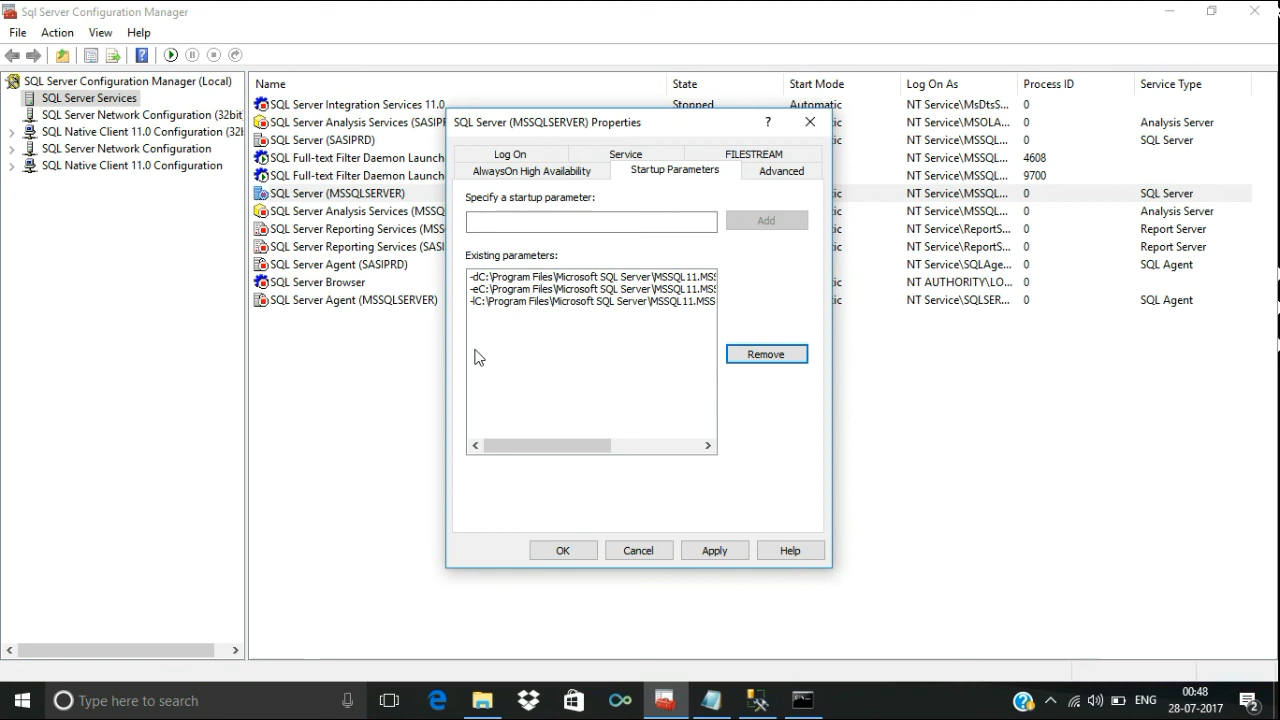 Sql Server Configuration Manager
File Action View Help
SQL Server Configuration Manager (Local)
SQL Server Services
SQL Server Network Configuration (32bit
SQL Native Client 11.0 Configuration (32bi
SQL Server Network Configuration
SQL Native Client 11.0 Configuration
Name State Start Mode Log On As Process ID Service Type
SQL Server Integration Services 11.0 Stopped Automatic NT Service\MsDtsS... 0
SQL Server Analysis Services (SASIP NT Service\MSOLA... 0 Analysis Server
SQL Server (SASIPRD) NT Service\MSSQL... 0 SQL Server
SQL Full-text Filter Daemon Launch NT Service\MSSQL... 4608
SQL Full-text Filter Daemon Launch NT Service\MSSQL... 9700
SQL Server (MSSQLSERVER) NT Service\MSSQL... 0 SQL Server
SQL Server Analysis Services (MSSQ NT Service\MSSQL... 0 Analysis Server
SQL Server Reporting Services (MSS NT Service\ReportS... 0 Report Server
SQL Server Reporting Services (SASI NT Service\ReportS... 0 Report Server
SQL Server Agent (SASIPRD) NT Service\SQLAge... 0 SQL Agent
SQL Server Browser NT AUTHORITY\LO... 0
SQL Server Agent (MSSQLSERVER) NT Service\SQLSER... 0 SQL Agent
SQL Server (MSSQLSERVER) Properties
Log On Service FILESTREAM
AlwaysOn High Availability Startup Parameters Advanced
Specify a startup parameter:
Add
Existing parameters:
-dC:\Program Files\Microsoft SQL Server\MSSQL11.MSS
-eC:\Program Files\Microsoft SQL Server\MSSQL11.MSS
-lC:\Program Files\Microsoft SQL Server\MSSQL11.MSS
Remove
OK Cancel Apply Help
Type here to search
ENG
00:48
28-07-2017
2